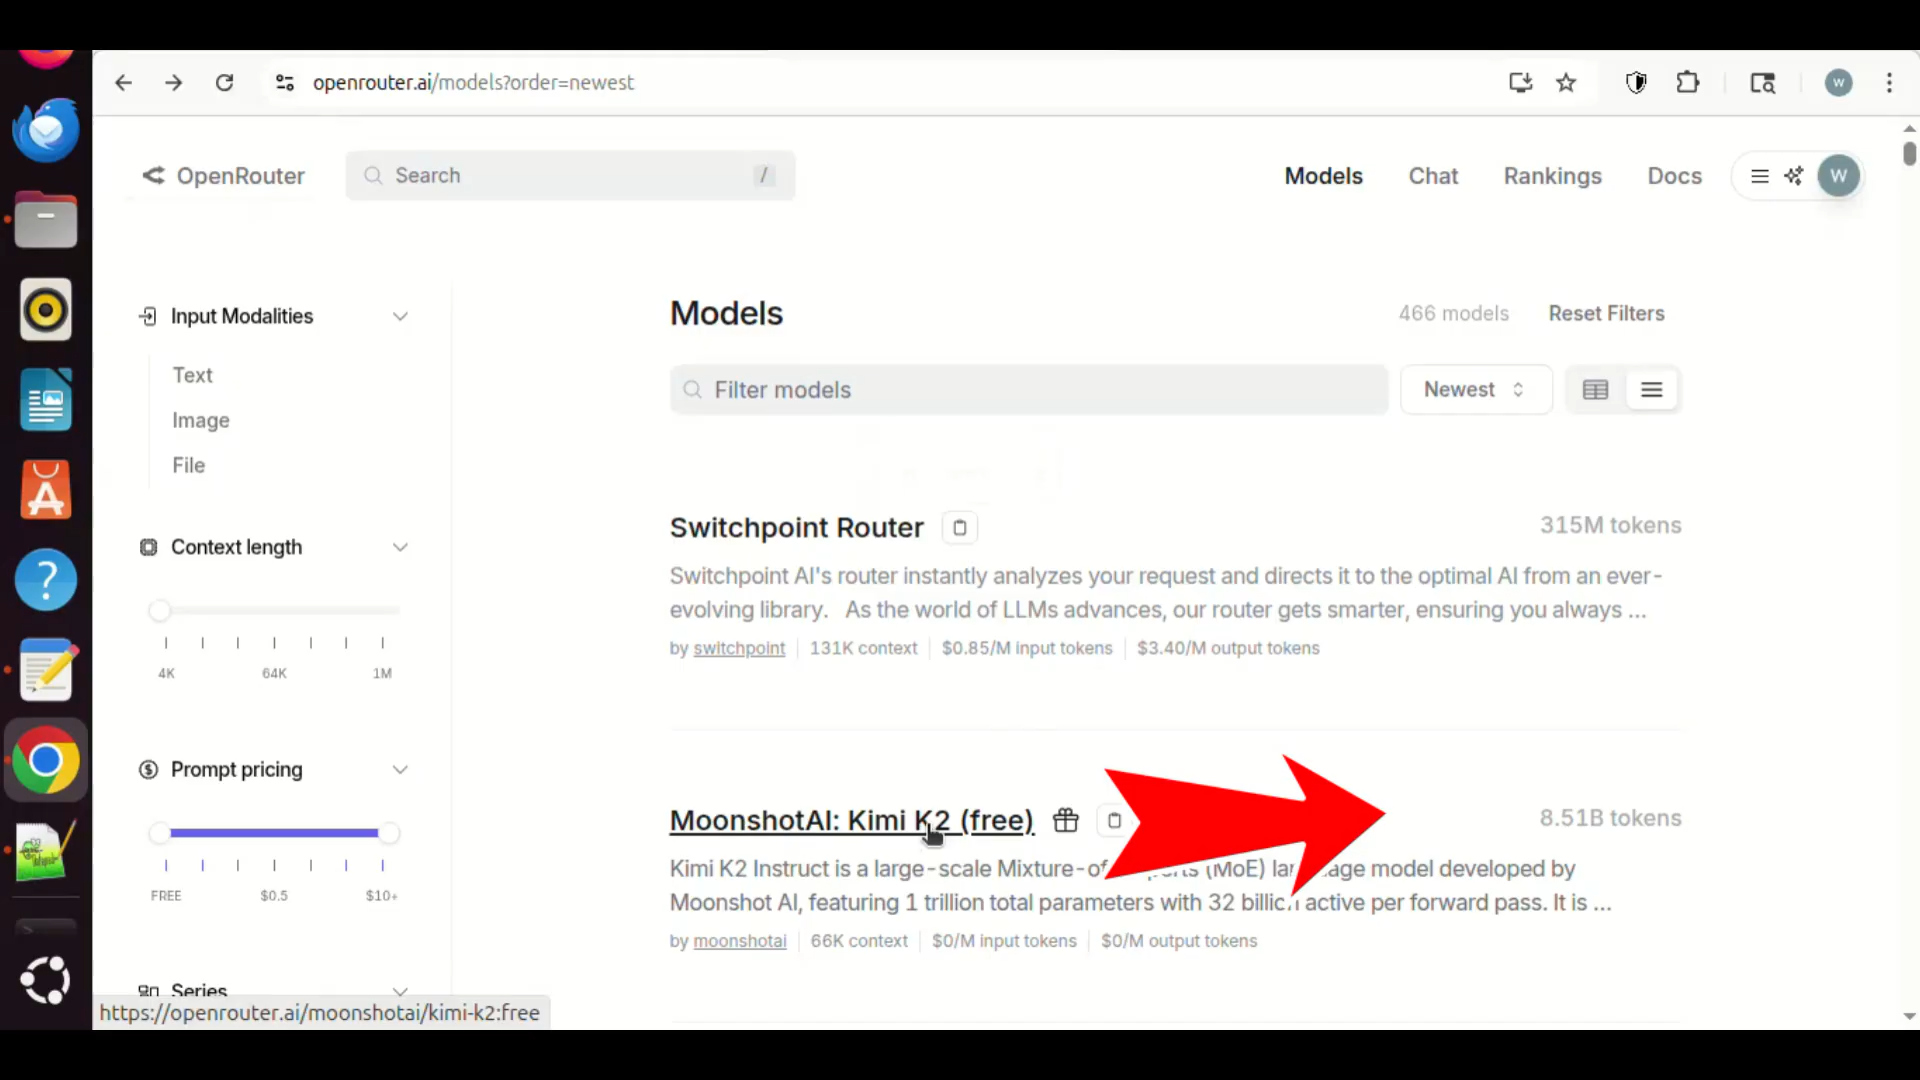 openrouter.ai/models?order=newest
W
OpenRouter
Search
/
Models
Chat
Rankings
Docs
W
Input Modalities
Text
Image
File
Context length
4K
64K
1M
Prompt pricing
FREE
$0.5
$10+
Series
Models
466 models
Reset Filters
Filter models
Newest
Switchpoint Router
315M tokens
Switchpoint AI's router instantly analyzes your request and directs it to the optimal AI from an ever-
evolving library. As the world of LLMs advances, our router gets smarter, ensuring you always ...
by switchpoint
131K context
$0.85/M input tokens
$3.40/M output tokens
MoonshotAI: Kimi K2 (free)
8.51B tokens
Kimi K2 Instruct is a large-scale Mixture-of (MoE) model developed by
Moonshot AI, featuring 1 trillion total parameters with 32 billion active per forward pass. It is ...
by moonshotai
66K context
$0/M input tokens
$0/M output tokens
https://openrouter.ai/moonshotai/kimi-k2:free